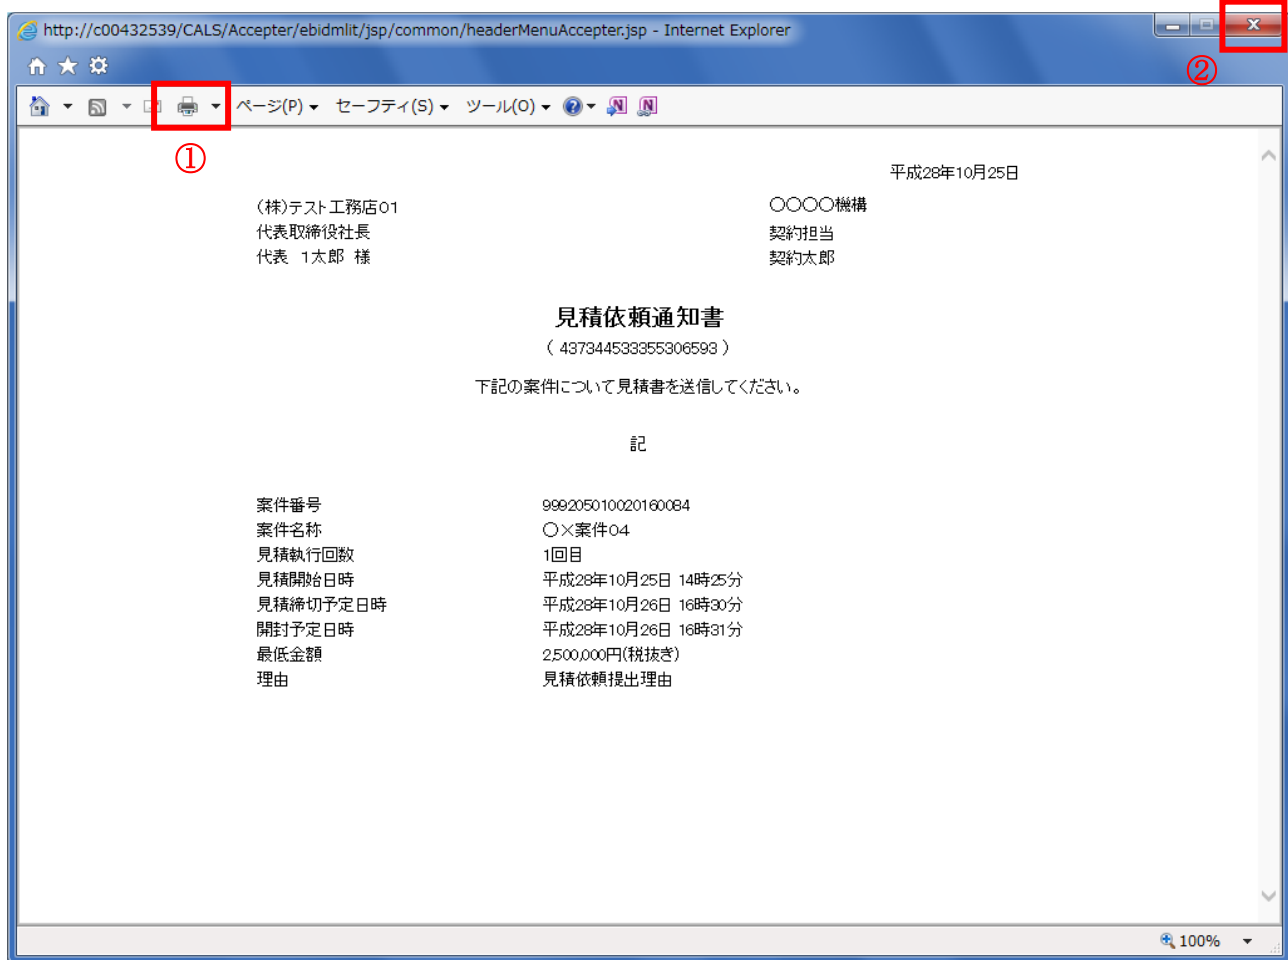 http://c00432539/CALS/Accepter/ebidmlit/jsp/common/headerMenuAccepter.jsp - Internet Explorer
②
ページ(P) セーフティ(S) ツール(O)
①
平成28年10月25日
(株)テスト工務店01
〇〇〇〇機構
代表取締役社長
契約担当
代表 1太郎 様
契約太郎
見積依頼通知書
( 437344533355306593 )
下記の案件について見積書を送信してください。
記
案件番号 999205010020160084
案件名称 〇×案件04
見積執行回数 1回目
見積開始日時 平成28年10月25日 14時25分
見積締切予定日時 平成28年10月26日 16時30分
開封予定日時 平成28年10月26日 16時31分
最低金額 2,500,000円(税抜き)
理由 見積依頼提出理由
100%